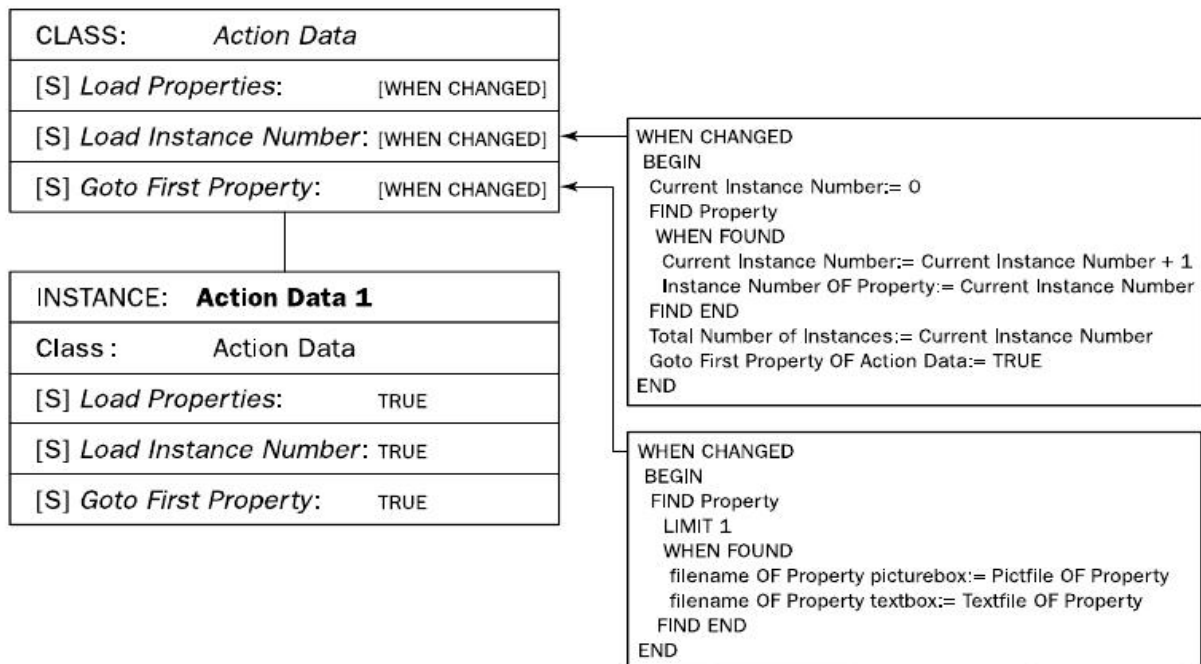 CLASS: Action Data
[S] Load Properties: [WHEN CHANGED]
[S] Load Instance Number: [WHEN CHANGED]
[S] Goto First Property: [WHEN CHANGED]
INSTANCE: Action Data 1
Class : Action Data
[S] Load Properties: TRUE
[S] Load Instance Number: TRUE
[S] Goto First Property: TRUE
WHEN CHANGED
BEGIN
Current Instance Number:= 0
FIND Property
WHEN FOUND
Current Instance Number:= Current Instance Number + 1
Instance Number OF Property:= Current Instance Number
FIND END
Total Number of Instances:= Current Instance Number
Goto First Property OF Action Data:= TRUE
END
WHEN CHANGED
BEGIN
FIND Property
LIMIT 1
WHEN FOUND
filename OF Property picturebox:= Pictfile OF Property
filename OF Property textbox:= Textfile OF Property
FIND END
END